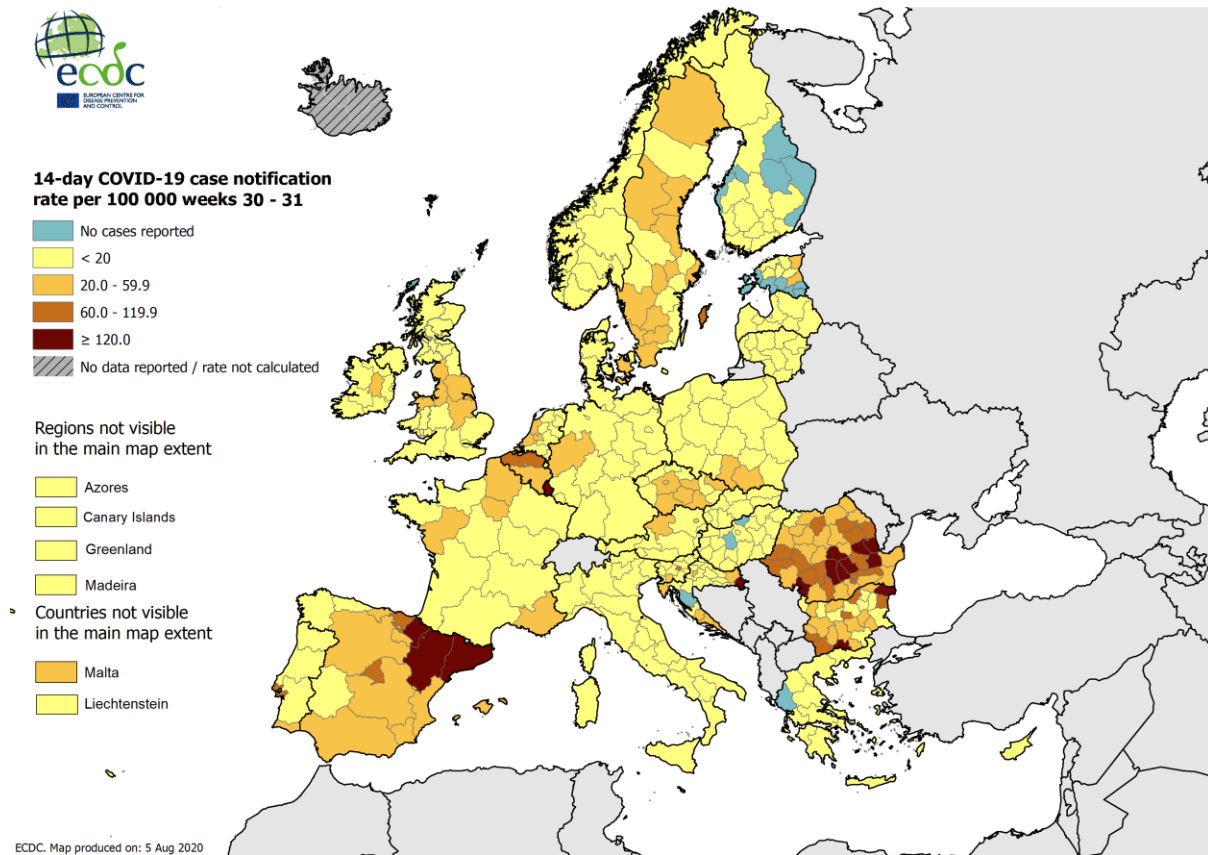 ecdc
EUROPEAN CENTRE FOR
DISEASE PREVENTION
AND CONTROL
14-day COVID-19 case notification
rate per 100 000 weeks 30 - 31
No cases reported
< 20
20.0 - 59.9
60.0 - 119.9
≥ 120.0
No data reported / rate not calculated
Regions not visible
in the main map extent
Azores
Canary Islands
Greenland
Madeira
Countries not visible
in the main map extent
Malta
Liechtenstein
ECDC. Map produced on: 5 Aug 2020